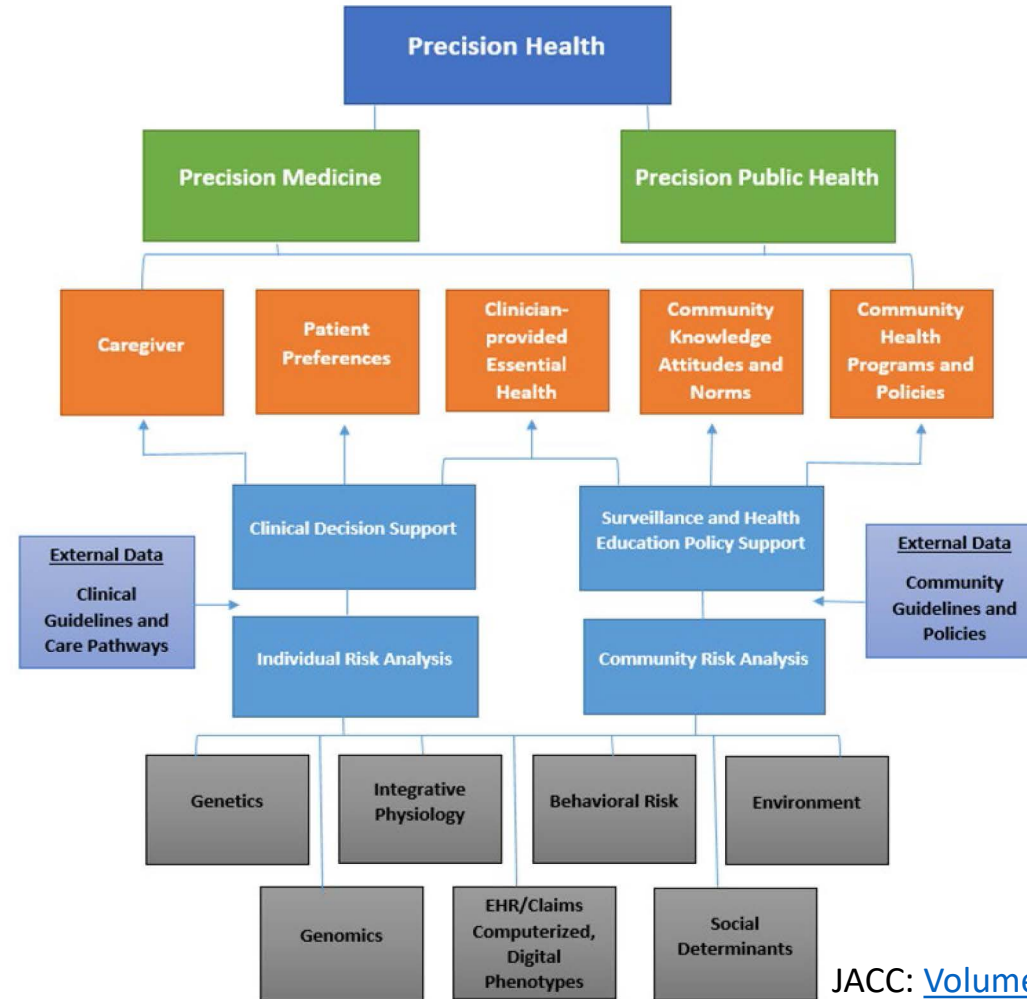 Precision Health
Precision Medicine
Precision Public Health
Caregiver
Patient
Preferences
Clinician-
provided
Essential
Health
Community
Knowledge
Attitudes and
Norms
Community
Health
Programs and
Policies
Clinical Decision Support
Surveillance and Health
Education Policy Support
External Data
Clinical
Guidelines and
Care Pathways
External Data
Community
Guidelines and
Policies
Individual Risk Analysis
Community Risk Analysis
Genetics
Integrative
Physiology
Behavioral Risk
Environment
Genomics
EHR/Claims
Computerized,
Digital
Phenotypes
Social
Determinants
JACC: Volume